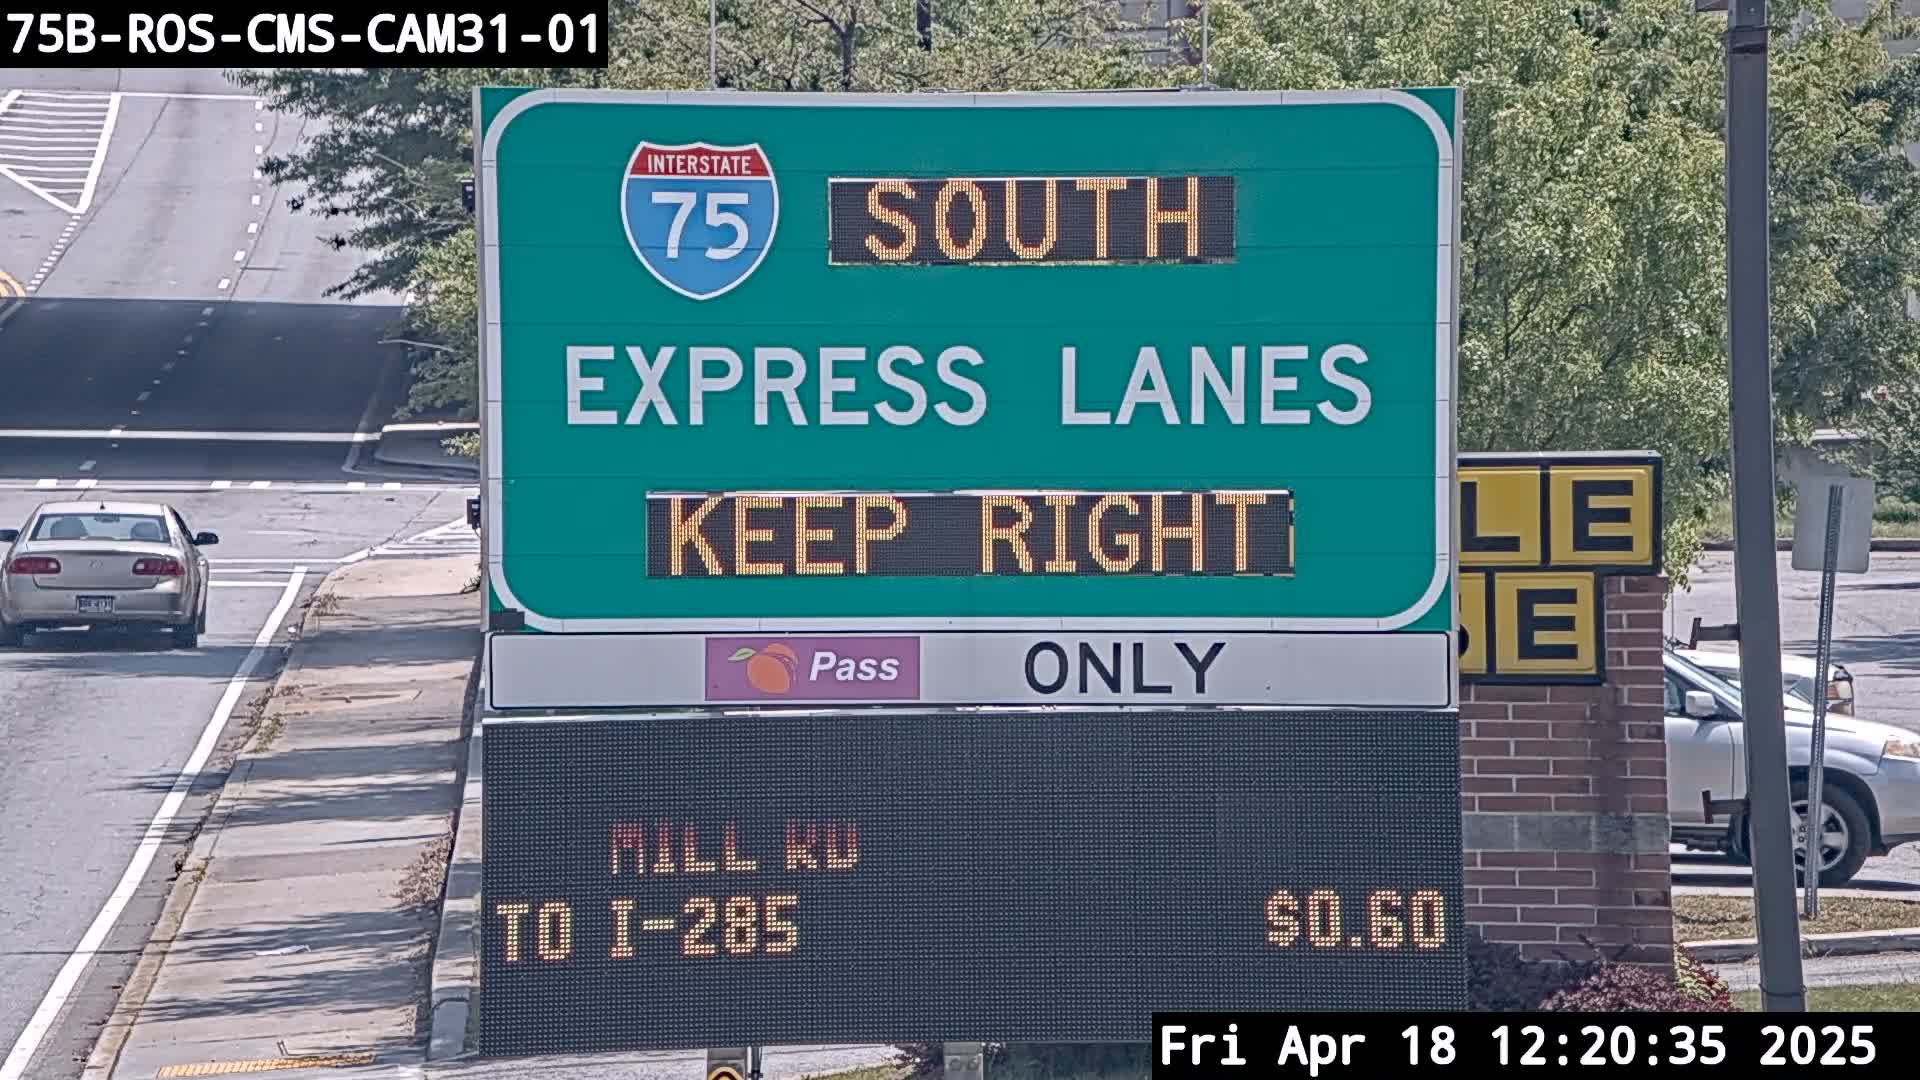 75B-ROS-CMS-CAM31-01
INTERSTATE
75
SOUTH
EXPRESS LANES
KEEP RIGHT
LE
E
Pass ONLY
MILL RD
TO I-285 $0.60
Fri Apr 18 12:20:35 2025